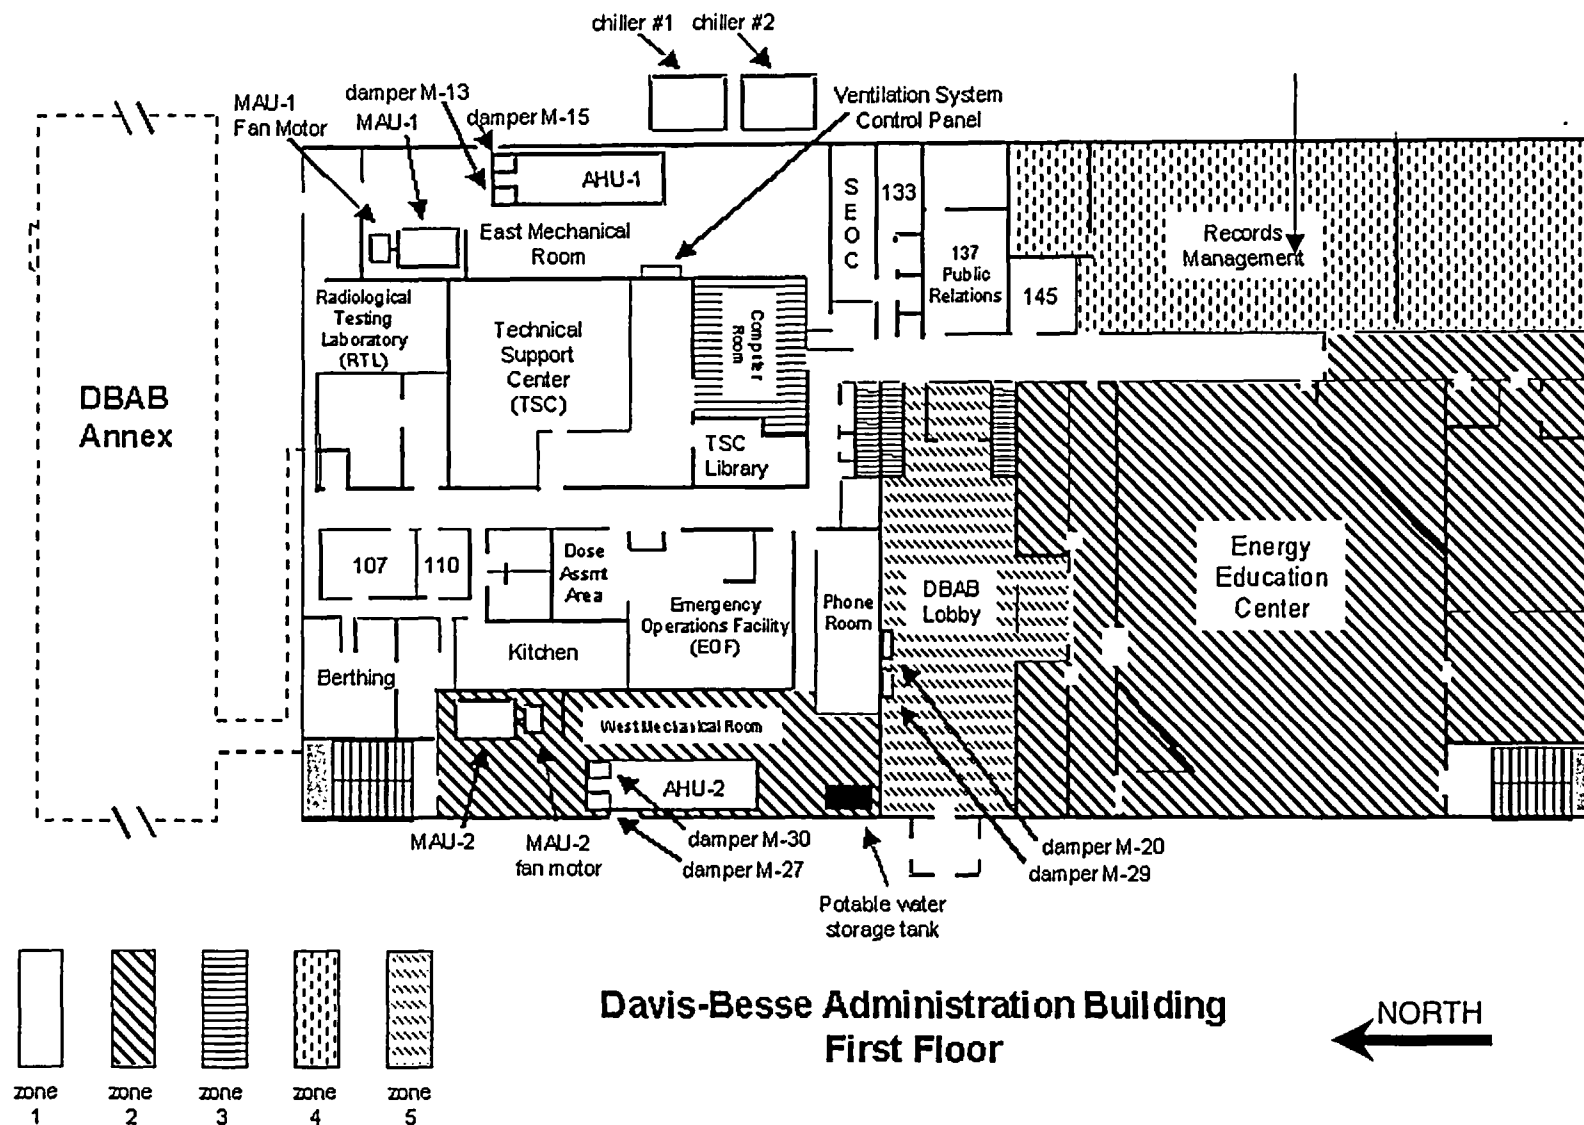 chiller #1
chiller #2
damper M-13
MAU-1
Fan Motor
MAU-1
damper M-15
Ventilation System
Control Panel
AHU-1
S
E
O
C
133
East Mechanical
Room
137
Public
Relations
145
Records
Management
Radiological
Testing
Laboratory
(RTL)
Technical
Support
Center
(TSC)
Computer
Room
TSC
Library
DBAB
Annex
107
110
Dose
Assmt
Area
Emergency
Operations Facility
(EOF)
Phone
Room
DBAB
Lobby
Energy
Education
Center
Kitchen
Berthing
West Mechanical Room
AHU-2
MAU-2
MAU-2
fan motor
damper M-30
damper M-27
damper M-20
damper M-29
Potable water
storage tank
zone
1
zone
2
zone
3
zone
4
zone
5
Davis-Besse Administration Building
First Floor
NORTH